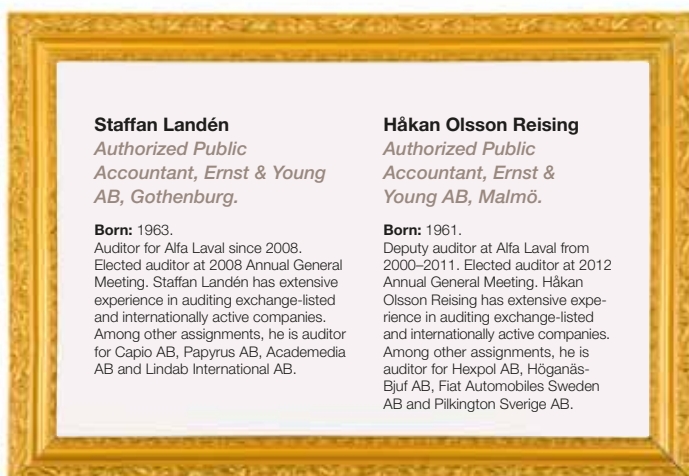 Staffan Landén
Authorized Public
Accountant, Ernst & Young
AB, Gothenburg.
Born: 1963.
Auditor for Alfa Laval since 2008.
Elected auditor at 2008 Annual General
Meeting. Staffan Landén has extensive
experience in auditing exchange-listed
and internationally active companies.
Among other assignments, he is auditor
for Capio AB, Papyrus AB, Academedia
AB and Lindab International AB.
Håkan Olsson Reising
Authorized Public
Accountant, Ernst &
Young AB, Malmö.
Born: 1961.
Deputy auditor at Alfa Laval from
2000–2011. Elected auditor at 2012
Annual General Meeting. Håkan
Olsson Reising has extensive expe-
rience in auditing exchange-listed
and internationally active companies.
Among other assignments, he is
auditor for Hexpol AB, Höganäs-
Bjuf AB, Fiat Automobiles Sweden
AB and Pilkington Sverige AB.